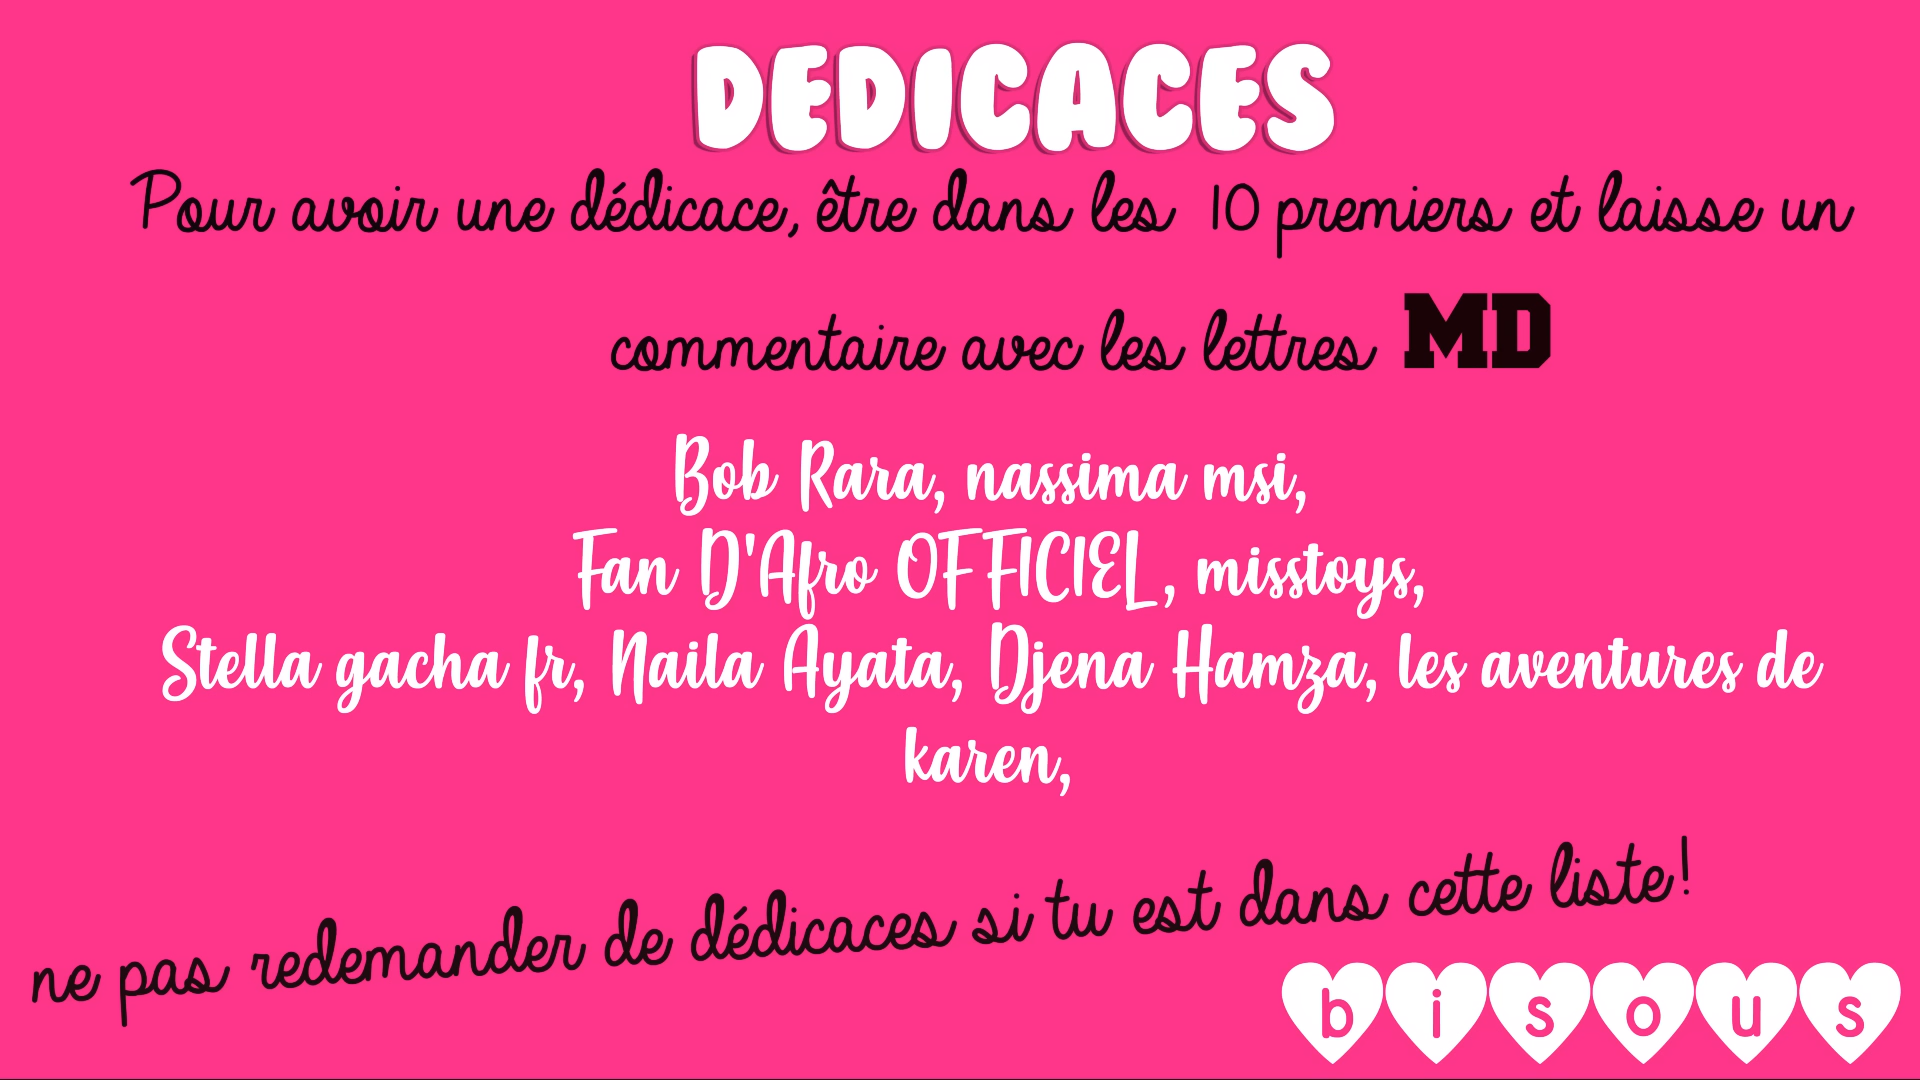 DEDICACES
Pour avoir une dédicace, être dans les 10 premiers et laisse un
commentaire avec les lettres MD
Bob Rara, nassima msi,
Fan D'Afro OFFICIEL, misstoys,
Stella gacha fr, Naila Ayata, Djena Hamza, les aventures de
karen,
ne pas redemander de dédicaces si tu est dans cette liste!
bisous